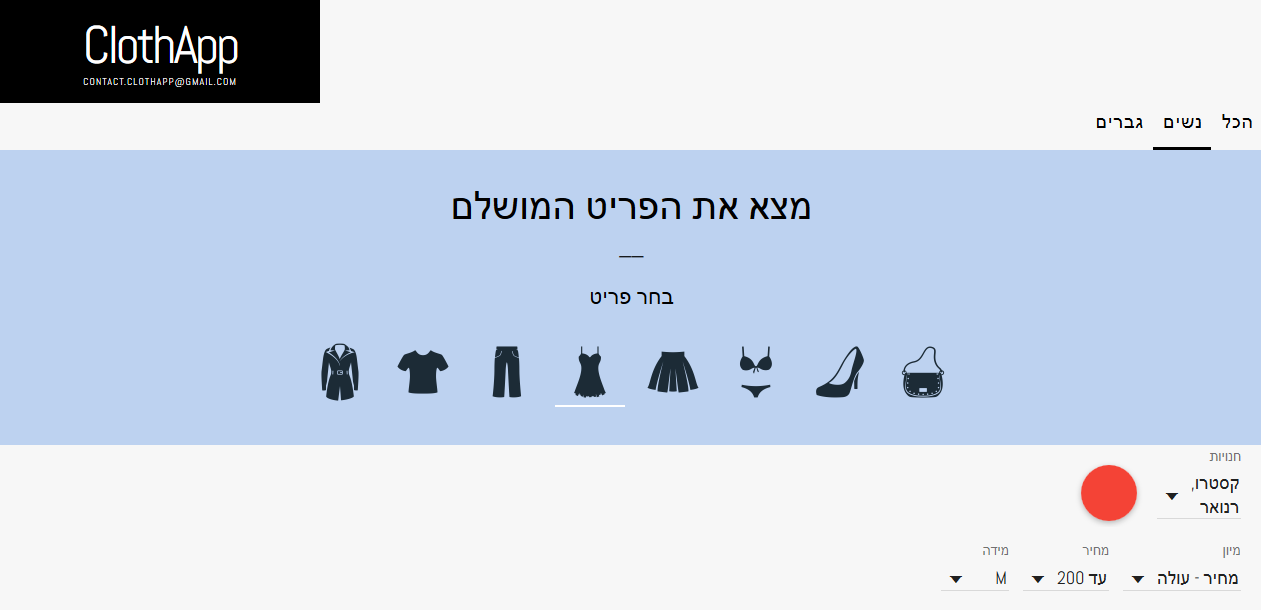 ClothApp
CONTACT.CLOTHAPP@GMAIL.COM
הכל נשים גברים
מצא את הפריט המושלם
בחר פריט
חנויות
קסטרו,
רנואר
מיון מחיר מידה
מחיר - עולה עד 200 M